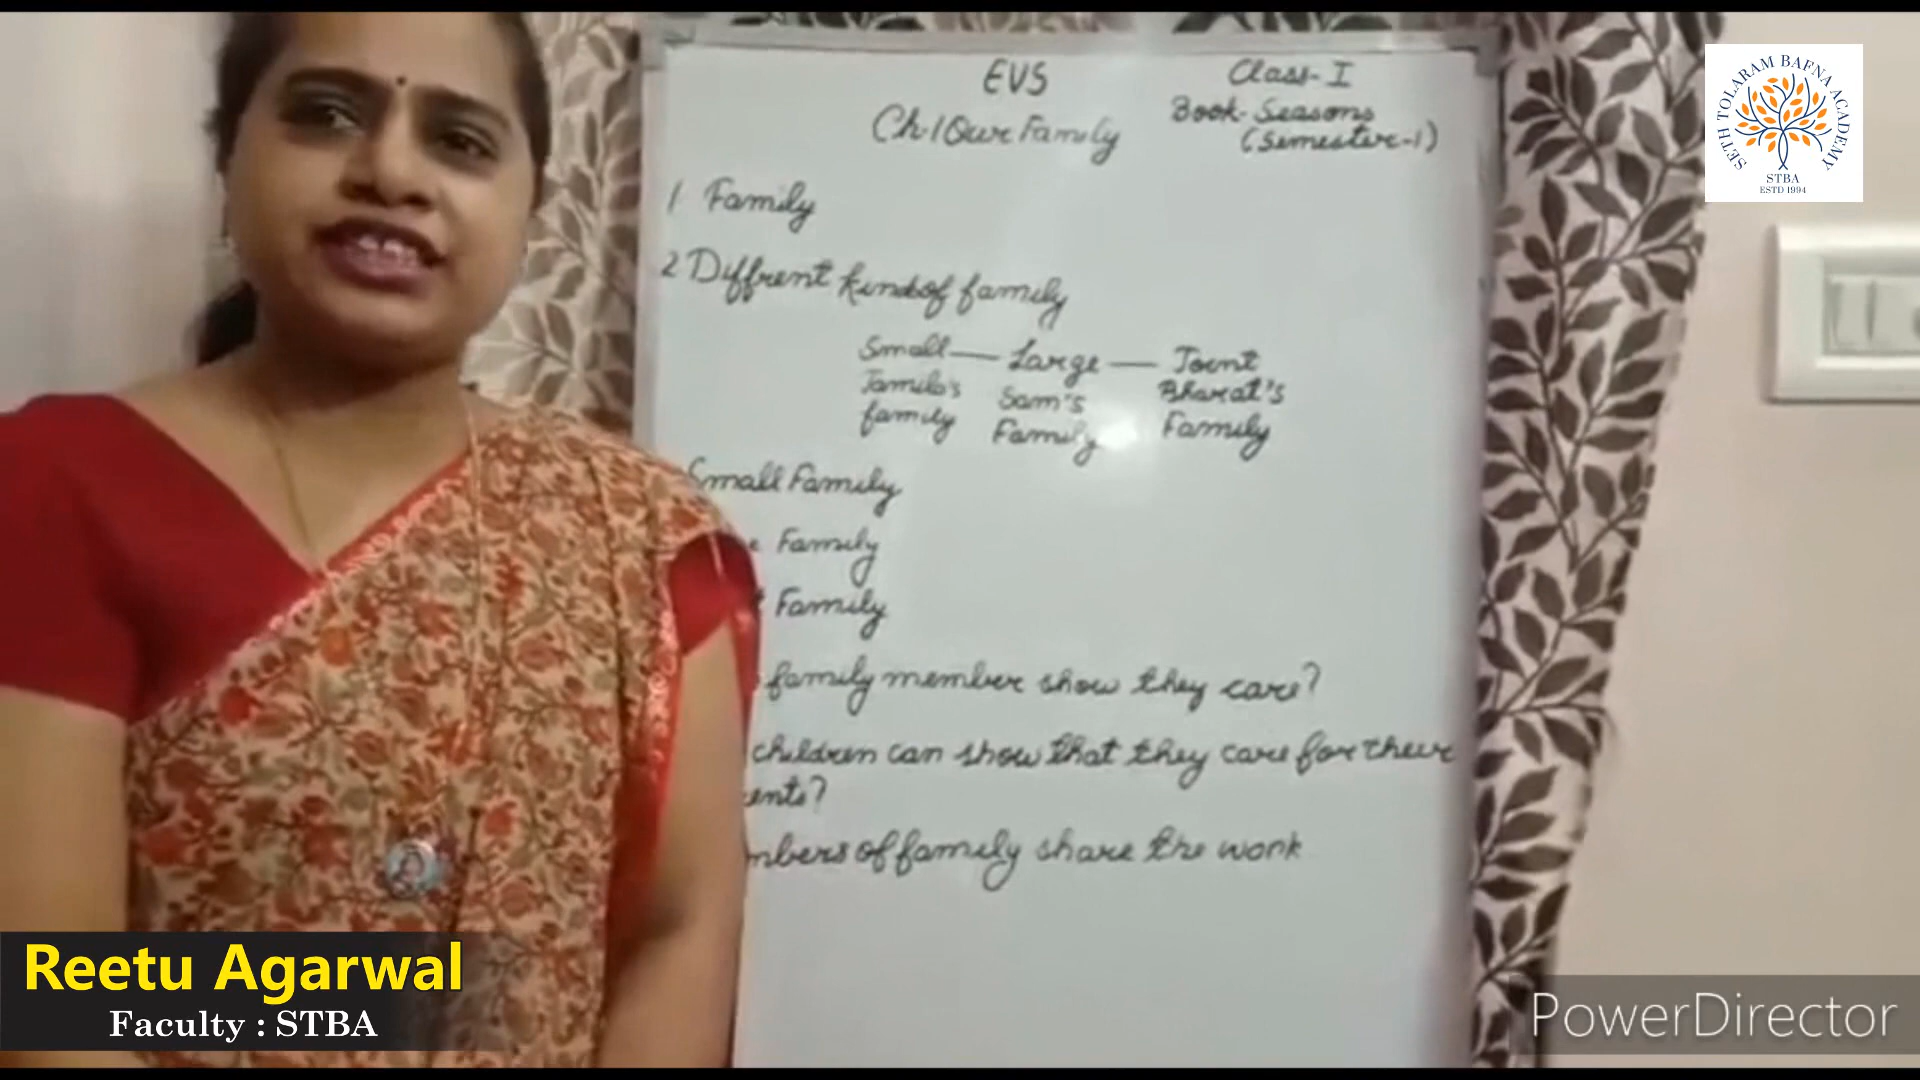 EVS
Class-I
Ch-1 Our Family
Book-Seasons
(Semester-1)
1 Family
2 Diffrent kind of family
Small — Large — Joint
Jamila's Sam's Bharat's
family Family Family
Small Family
Family
Family
family member show they care?
children can show that they care for their
ents?
mbers of family share the work
SETH TOLARAM BAFNA ACADEMY
STBA
ESTD 1994
Reetu Agarwal
Faculty : STBA
PowerDirector